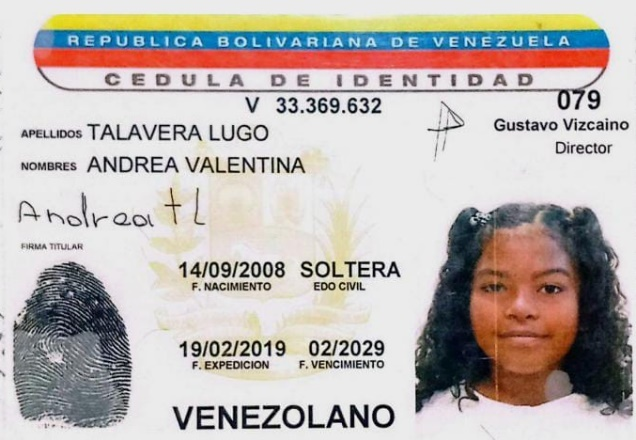 REPUBLICA BOLIVARIANA DE VENEZUELA
CEDULA DE IDENTIDAD
V 33.369.632
079
Gustavo Vizcaino
Director
APELLIDOS TALAVERA LUGO
NOMBRES ANDREA VALENTINA
Andrea tl
FIRMA TITULAR
14/09/2008 SOLTERA
F. NACIMIENTO EDO CIVIL
19/02/2019 02/2029
F. EXPEDICION F. VENCIMIENTO
VENEZOLANO